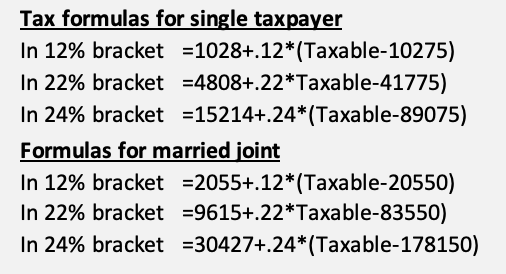 Tax formulas for single taxpayer
In 12% bracket =1028+.12*(Taxable-10275)
In 22% bracket =4808+.22*Taxable-41775)
In 24% bracket =15214+.24*(Taxable-89075)
Formulas for married joint
In 12% bracket =2055+.12*(Taxable-20550)
In 22% bracket =9615+.22*Taxable-83550)
In 24% bracket =30427+.24*(Taxable-178150)